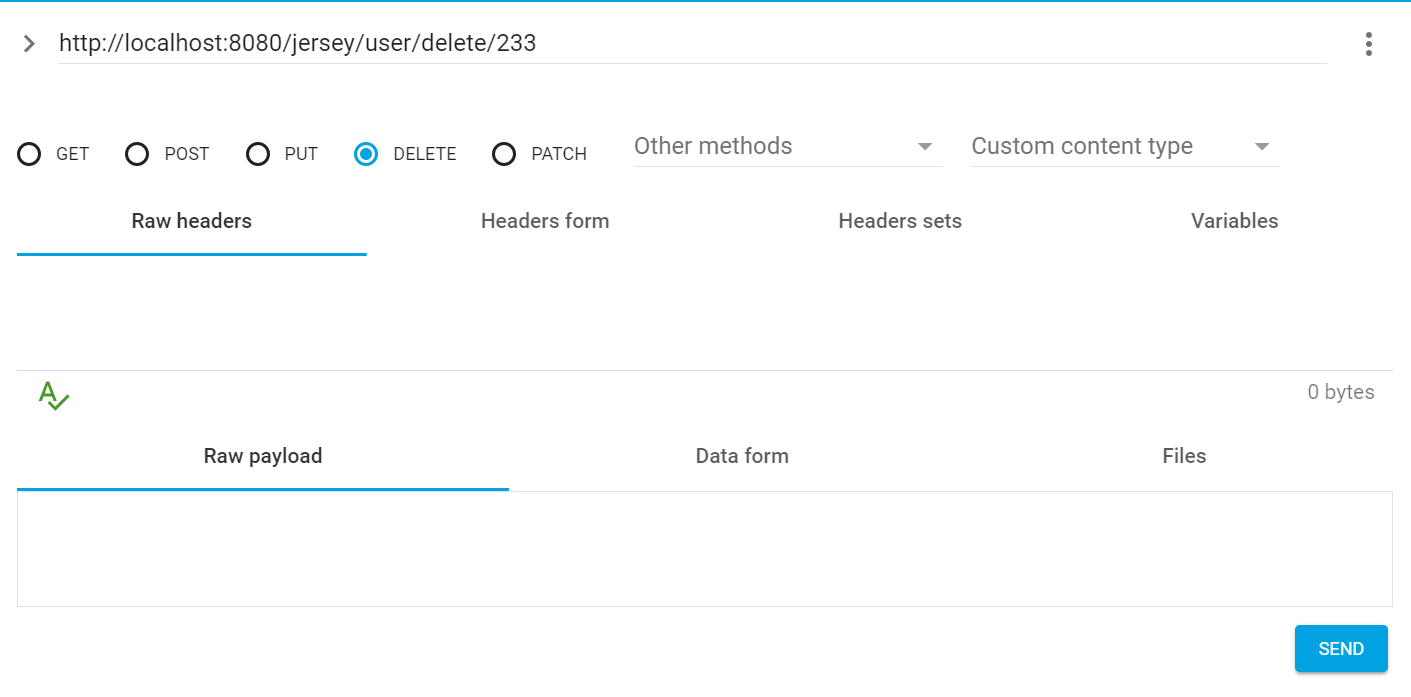 http://localhost:8080/jersey/user/delete/233
GET POST PUT DELETE PATCH Other methods Custom content type
Raw headers Headers form Headers sets Variables
0 bytes
Raw payload Data form Files
SEND